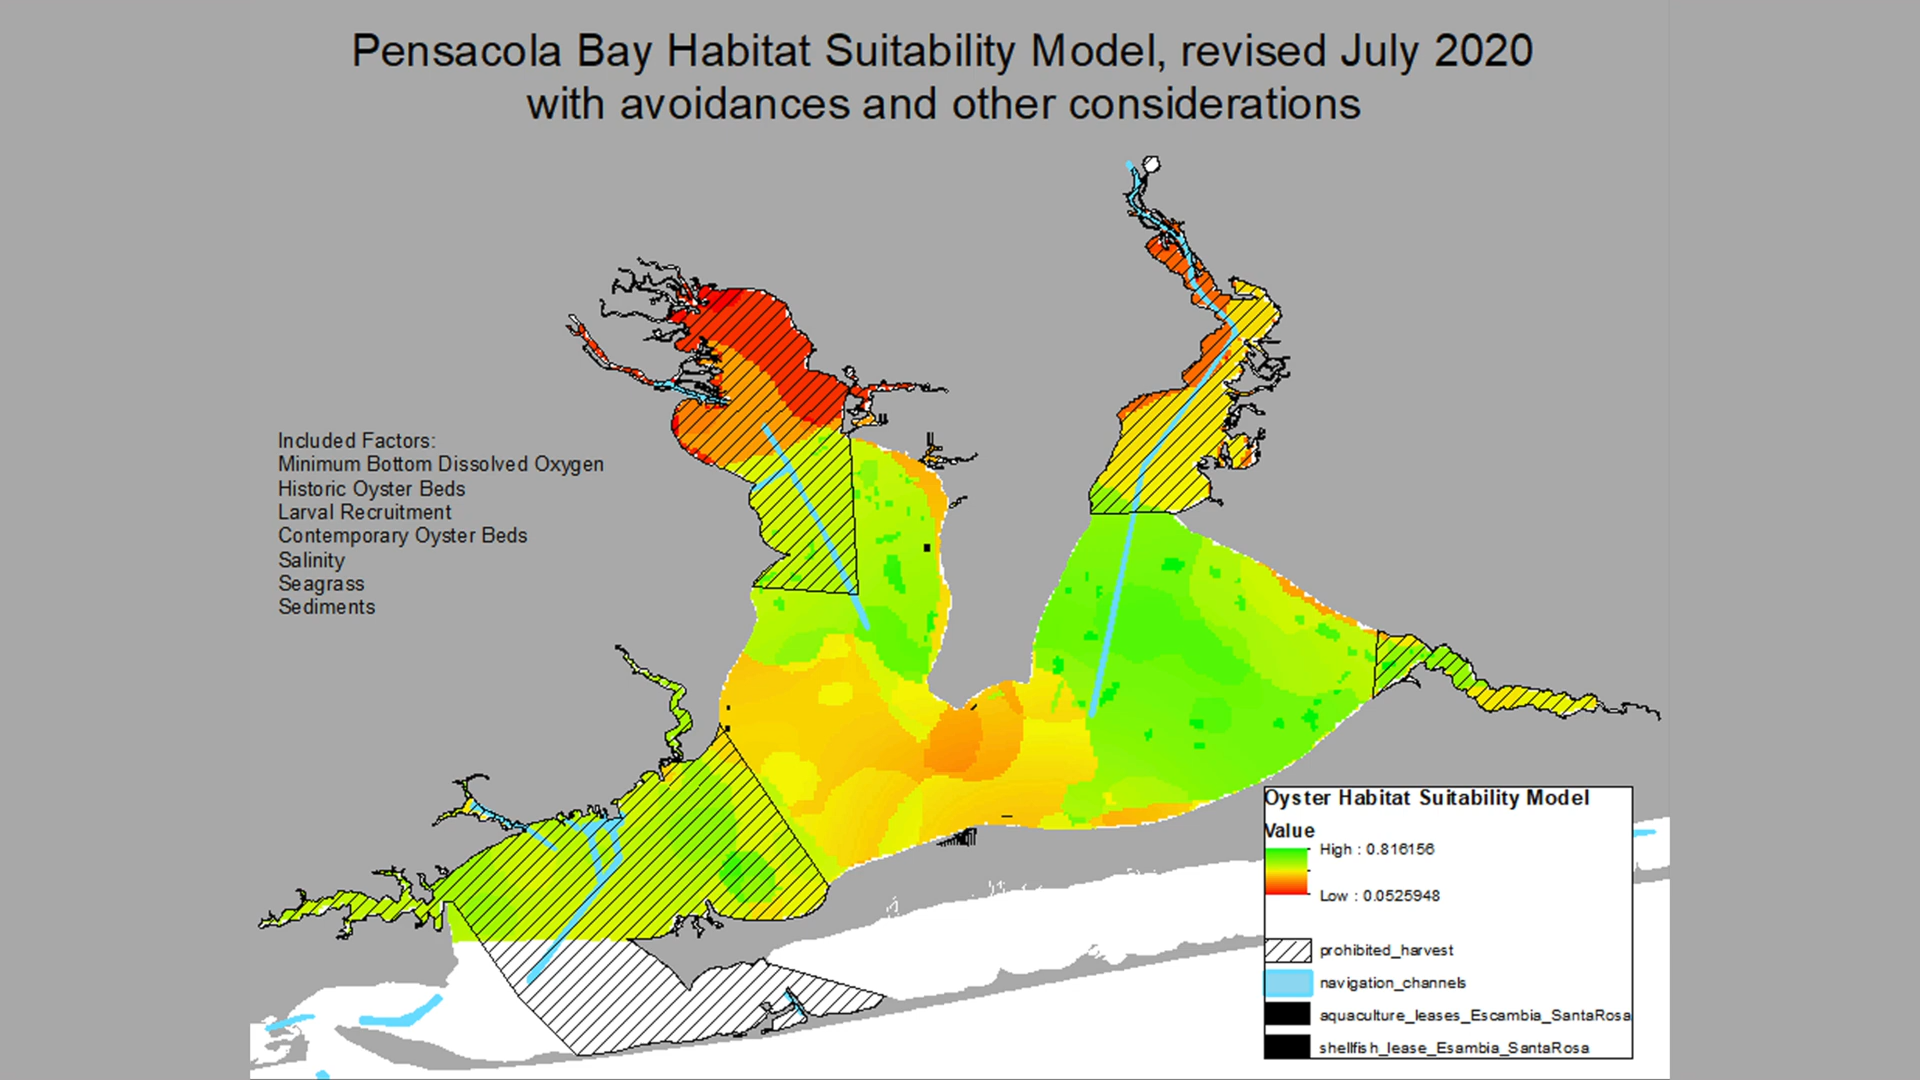 Pensacola Bay Habitat Suitability Model, revised July 2020
with avoidances and other considerations
Included Factors:
Minimum Bottom Dissolved Oxygen
Historic Oyster Beds
Larval Recruitment
Contemporary Oyster Beds
Salinity
Seagrass
Sediments
Oyster Habitat Suitability Model
Value
High : 0.816156
Low : 0.0525948
prohibited_harvest
navigation_channels
aquaculture_leases_Escambia_SantaRosa
shellfish_lease_Esambia_SantaRosa